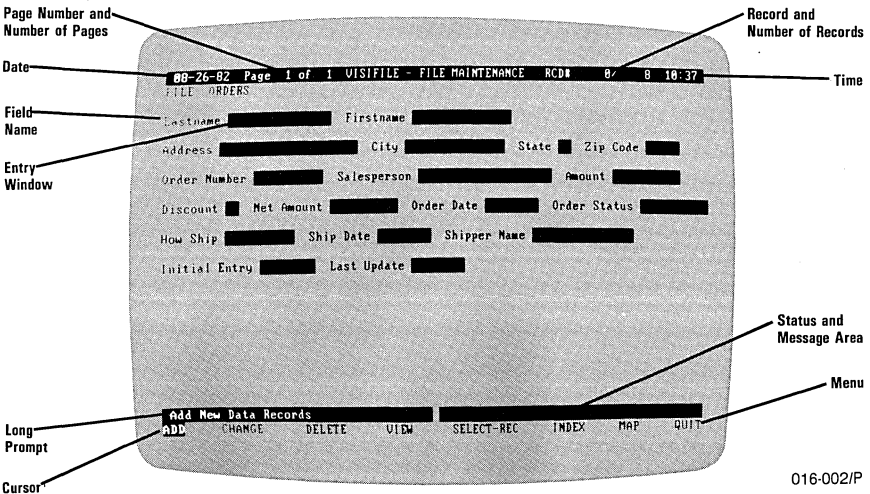 Page Number and
Number of Pages
Record and
Number of Records
Date
Time
08-26-82 Page 1 of 1 VISIFILE - FILE MAINTENANCE RCD# 0/ 8 10:37
FILE ORDERS
Field
Name
Lastname Firstname
Address City State Zip Code
Entry
Window
Order Number Salesperson Amount
Discount Net Amount Order Date Order Status
How Ship Ship Date Shipper Name
Initial Entry Last Update
Status and
Message Area
Menu
Add New Data Records
ADD CHANGE DELETE VIEW SELECT-REC INDEX MAP QUIT
Long
Prompt
Cursor
016-002/P